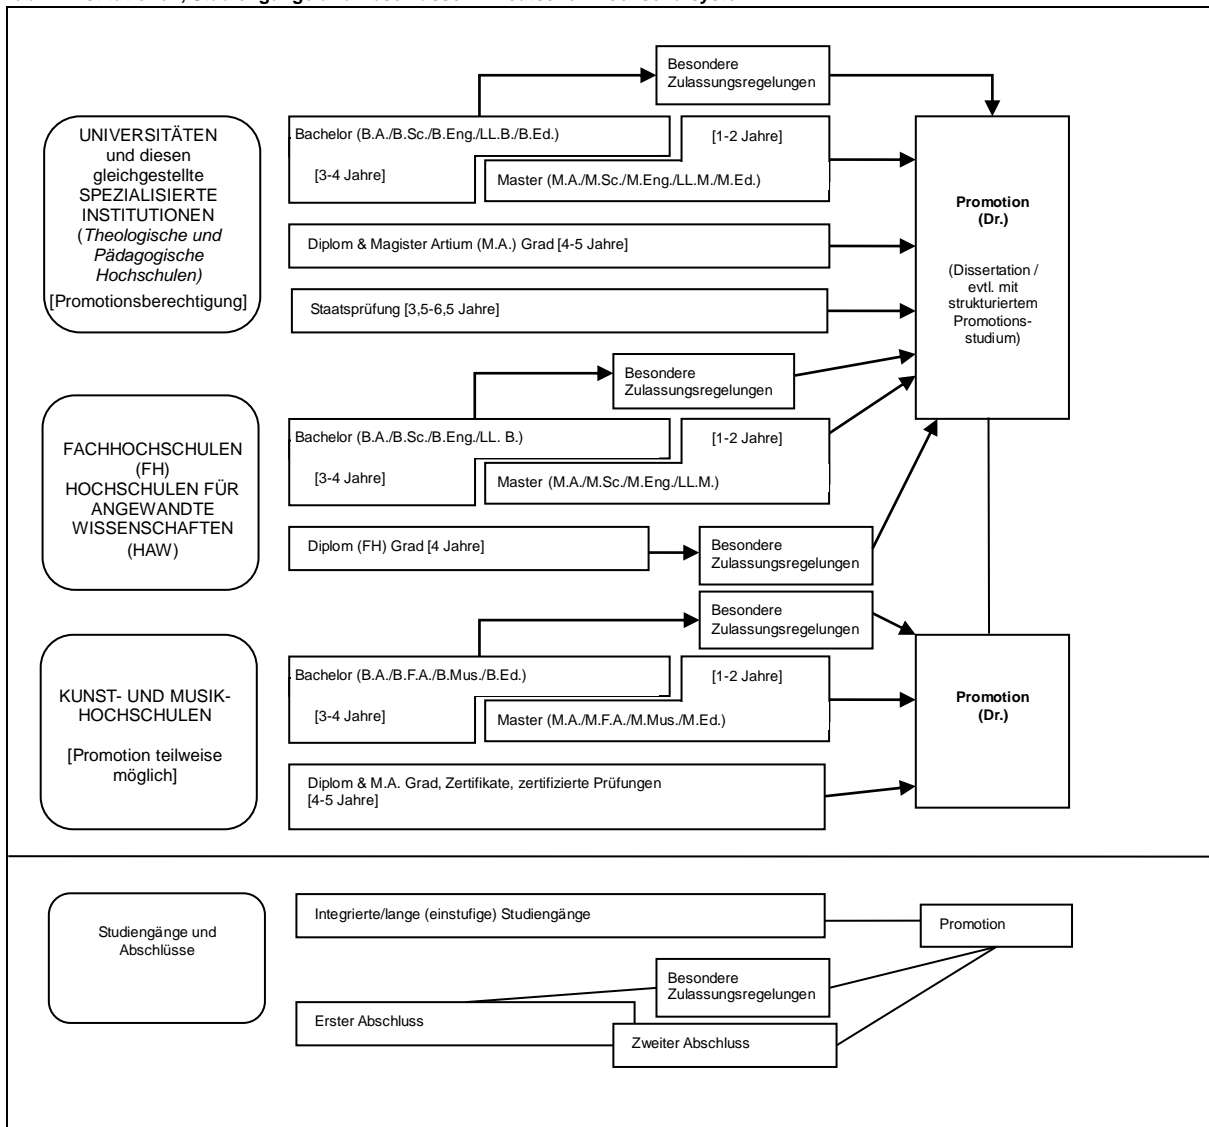 Besondere
Zulassungsregelungen
UNIVERSITÄTEN
und diesen
gleichgestellte
SPEZIALISIERTE
INSTITUTIONEN
(Theologische und
Pädagogische
Hochschulen)
[Promotionsberechtigung]
Bachelor (B.A./B.Sc./B.Eng./LL.B./B.Ed.)
[3-4 Jahre]
[1-2 Jahre]
Master (M.A./M.Sc./M.Eng./LL.M./M.Ed.)
Diplom & Magister Artium (M.A.) Grad [4-5 Jahre]
Staatsprüfung [3,5-6,5 Jahre]
Promotion
(Dr.)
(Dissertation /
evtl. mit
strukturiertem
Promotions-
studium)
Besondere
Zulassungsregelungen
FACHHOCHSCHULEN
(FH)
HOCHSCHULEN FÜR
ANGEWANDTE
WISSENSCHAFTEN
(HAW)
Bachelor (B.A./B.Sc./B.Eng./LL. B.)
[3-4 Jahre]
[1-2 Jahre]
Master (M.A./M.Sc./M.Eng./LL.M.)
Diplom (FH) Grad [4 Jahre]
Besondere
Zulassungsregelungen
Besondere
Zulassungsregelungen
KUNST- UND MUSIK-
HOCHSCHULEN
[Promotion teilweise
möglich]
Bachelor (B.A./B.F.A./B.Mus./B.Ed.)
[3-4 Jahre]
[1-2 Jahre]
Master (M.A./M.F.A./M.Mus./M.Ed.)
Diplom & M.A. Grad, Zertifikate, zertifizierte Prüfungen
[4-5 Jahre]
Promotion
(Dr.)
Studiengänge und
Abschlüsse
Integrierte/lange (einstufige) Studiengänge
Promotion
Besondere
Zulassungsregelungen
Erster Abschluss
Zweiter Abschluss